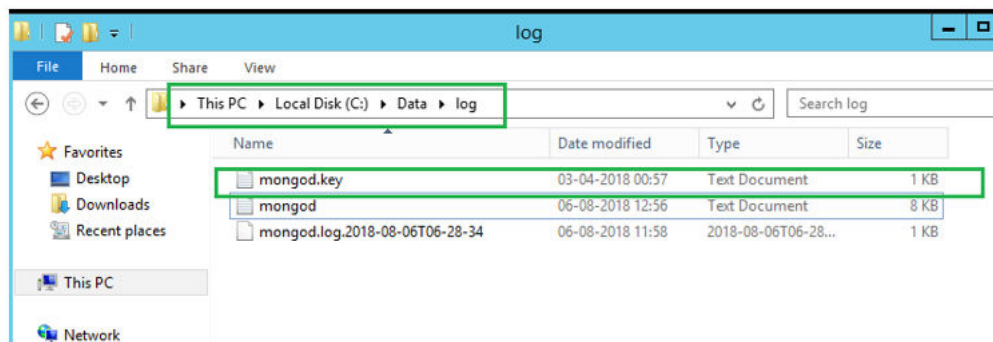 log
File Home Share View
This PC Local Disk (C:) Data log Search log
Name Date modified Type Size
Favorites
Desktop
Downloads
Recent places
This PC
Network
mongod.key 03-04-2018 00:57 Text Document 1 KB
mongod 06-08-2018 12:56 Text Document 8 KB
mongod.log.2018-08-06T06-28-34 06-08-2018 11:58 2018-08-06T06-28... 1 KB